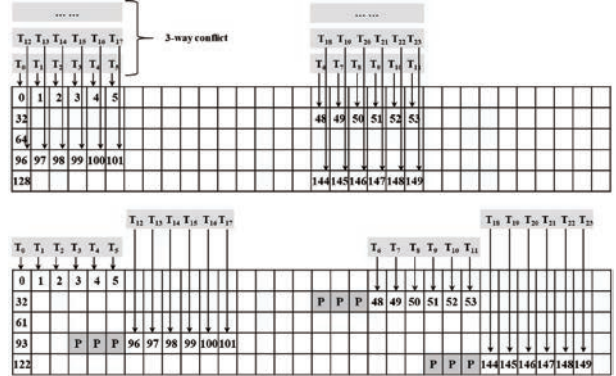 ... ... ... ...
T12 T13 T14 T15 T16 T17 3-way conflict T18 T19 T20 T21 T22 T23
T0 T1 T2 T3 T4 T5 T6 T7 T8 T9 T10 T11
0 1 2 3 4 5
32 48 49 50 51 52 53
64
96 97 98 99 100 101
128 144 145 146 147 148 149
T12 T13 T14 T15 T16 T17 T18 T19 T20 T21 T22 T23
T0 T1 T2 T3 T4 T5 T6 T7 T8 T9 T10 T11
0 1 2 3 4 5
32 P P P 48 49 50 51 52 53
61
93 P P P 96 97 98 99 100 101
122 P P P 144 145 146 147 148 149